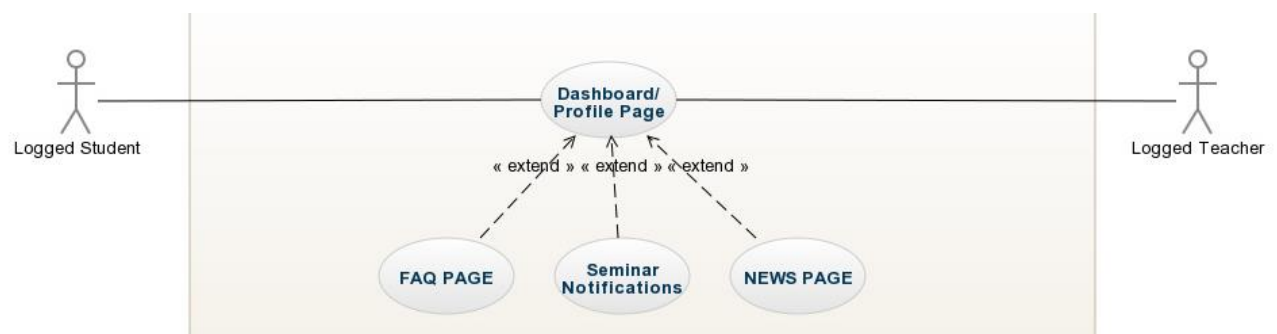 Dashboard/
Profile Page
Logged Student
Logged Teacher
« extend » « extend » « extend »
FAQ PAGE
Seminar
Notifications
NEWS PAGE